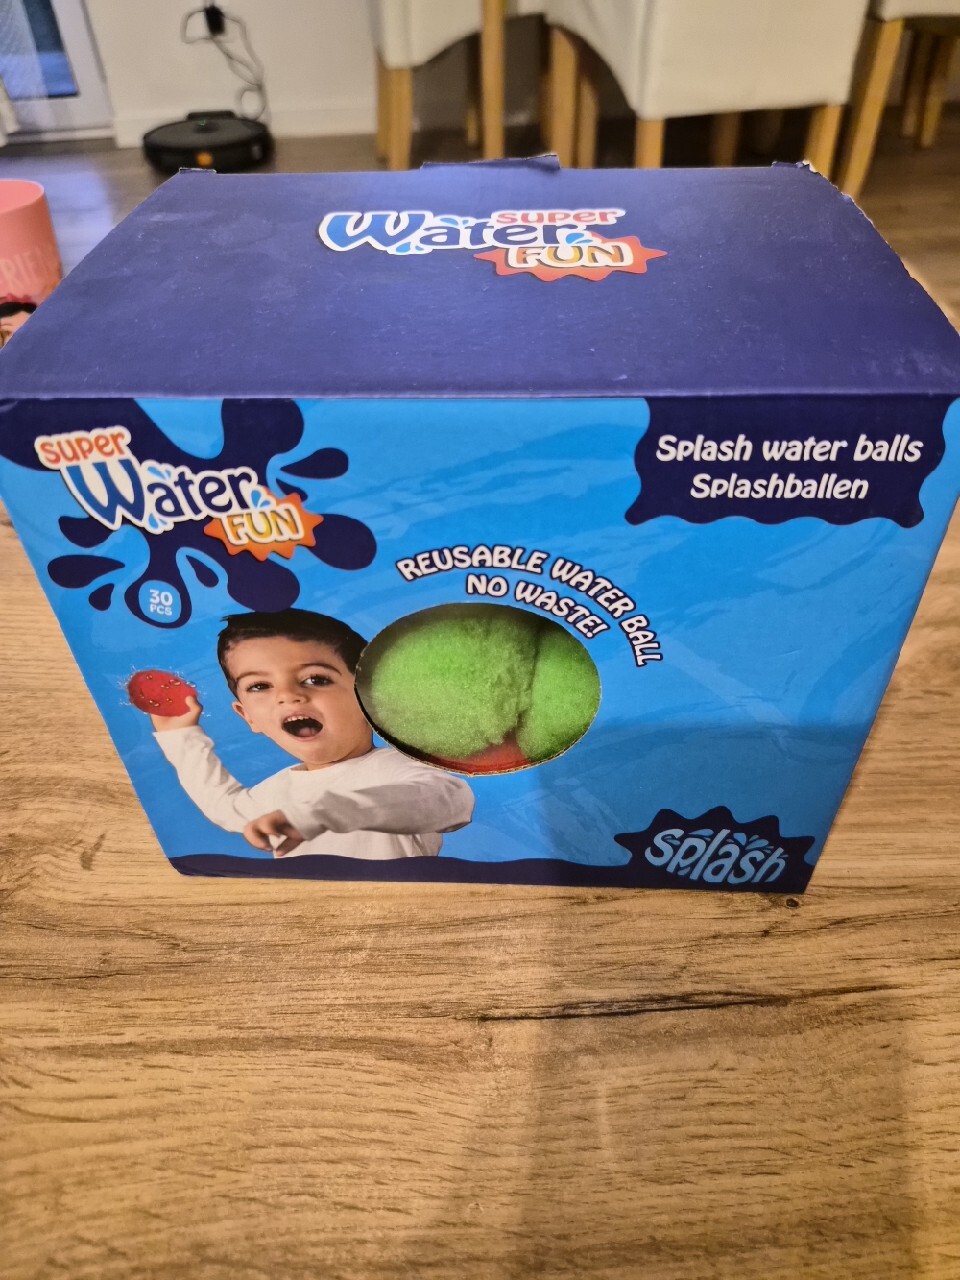 SUPER
Water
FUN
SUPER
Water
FUN
Splash water balls
Splashballen
30
PCS
REUSABLE WATER BALL
NO WASTE!
splash